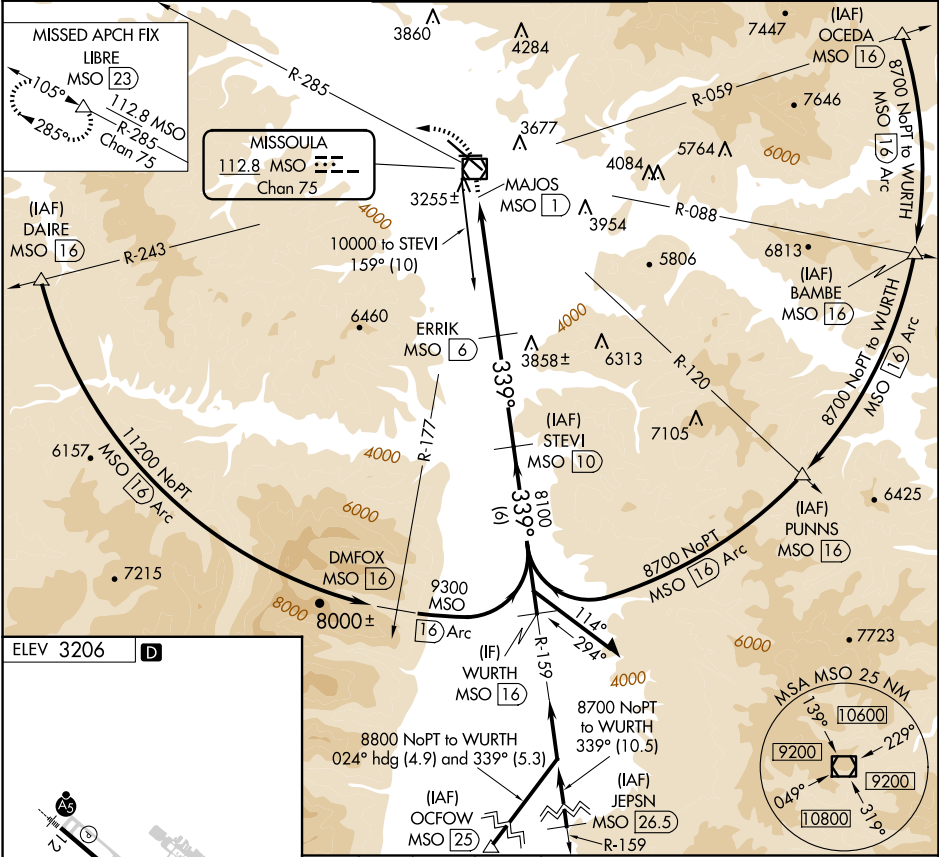 MISSED APCH FIX
LIBRE
MSO 23
105°
285°
112.8 MSO
R-285
Chan 75
R-285
3860
4284
7447
(IAF)
OCEDA
MSO 16
R-059
7646
8700 NoPT to WURTH
MSO 16 Arc
MISSOULA
112.8 MSO
Chan 75
3677
4084
5764
6000
3255±
MAJOS
MSO 1
3954
R-088
4000
10000 to STEVI
159° (10)
(IAF)
DAIRE
MSO 16
R-243
5806
6813
(IAF)
BAMBE
MSO 16
6460
ERRIK
MSO 6
4000
3858±
6313
R-120
8700 NoPT to WURTH
MSO 16 Arc
339°
R-177
(IAF)
STEVI
MSO 10
7105
6157
4000
11200 NoPT
MSO 16 Arc
6000
339°
8100
(6)
6425
(IAF)
PUNNS
MSO 16
7215
DMFOX
MSO 16
8000
8000±
9300
MSO
16 Arc
8700 NoPT
MSO 16 Arc
114°
294°
(IF)
WURTH
MSO 16
R-159
4000
6000
7723
ELEV 3206 D
8800 NoPT to WURTH
024° hdg (4.9) and 339° (5.3)
8700 NoPT
to WURTH
339° (10.5)
(IAF)
OCFOW
MSO 25
(IAF)
JEPSN
MSO 26.5
R-159
MSA MSO 25 NM
139°
10600
229°
9200
9200
049°
10800
319°
A5
P
12